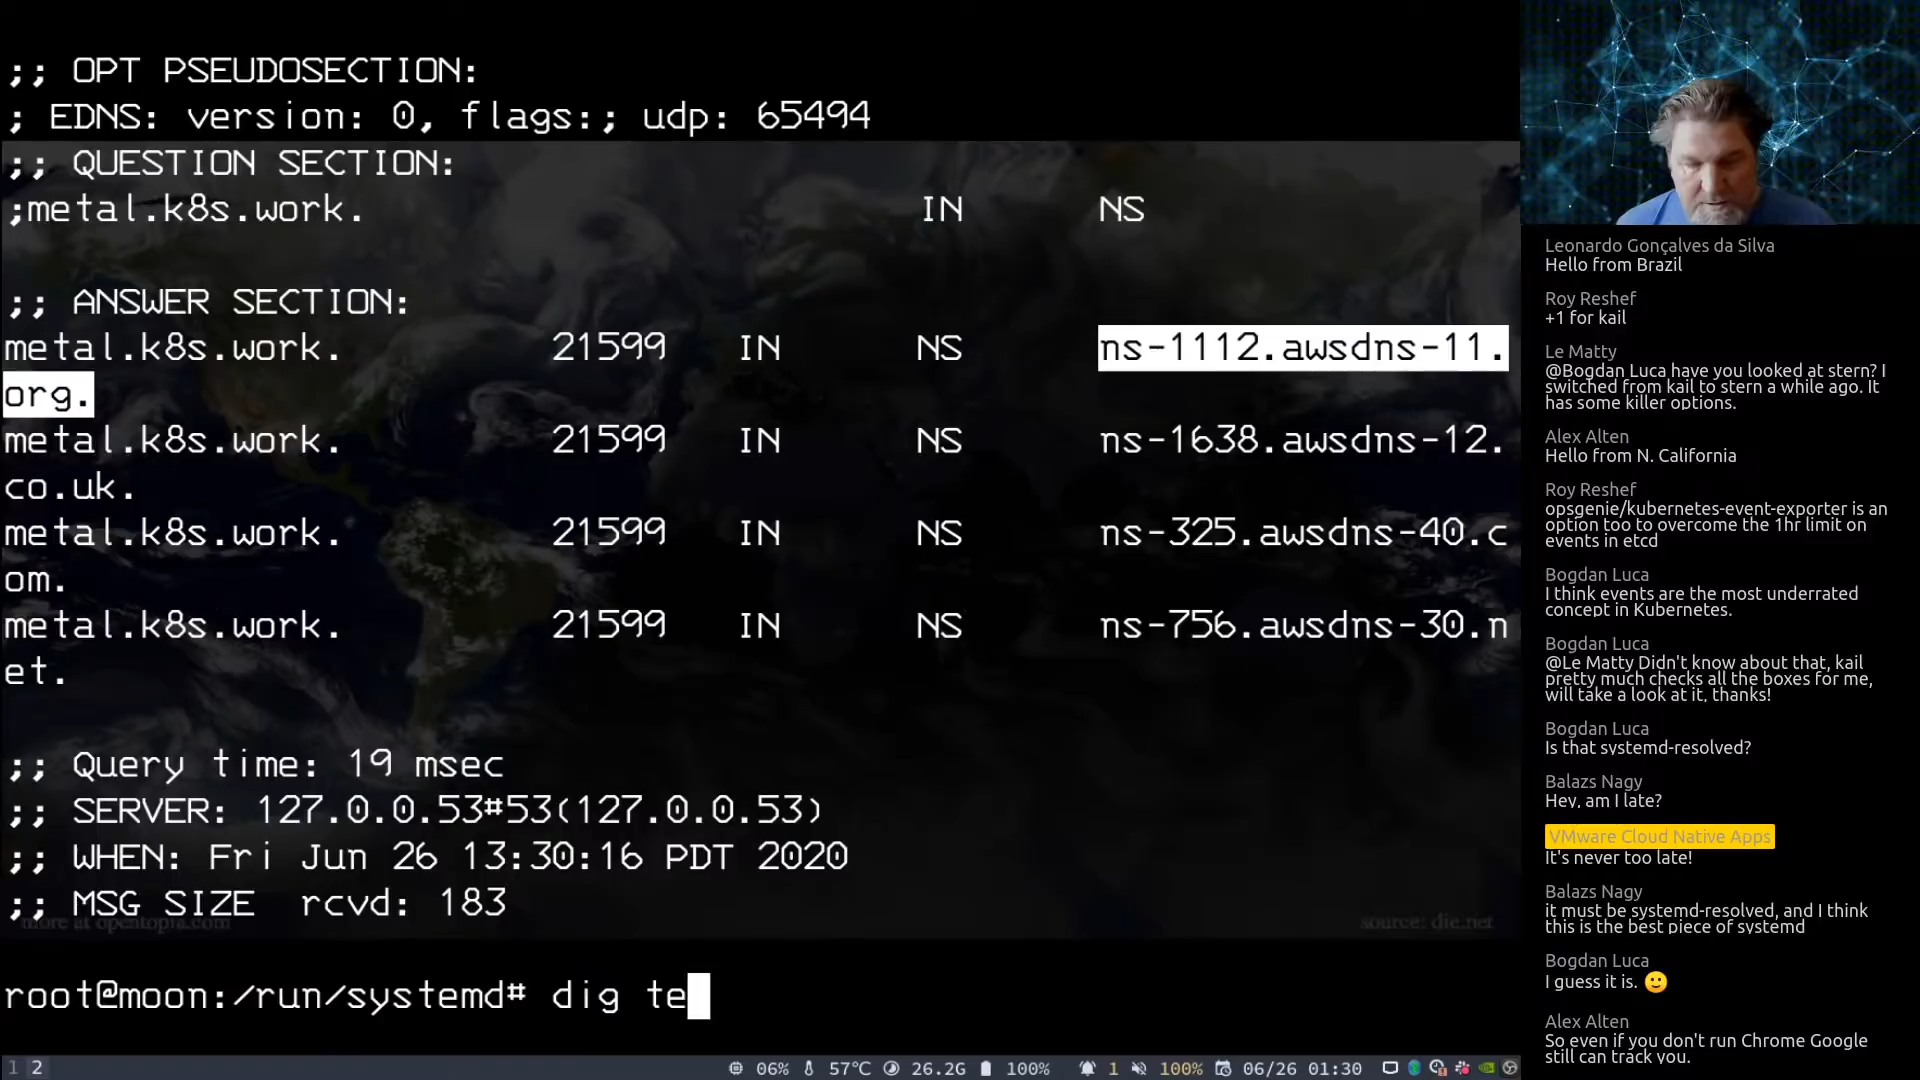 ;; OPT PSEUDOSECTION:
; EDNS: version: 0, flags:; udp: 65494
;; QUESTION SECTION:
;metal.k8s.work. IN NS
;; ANSWER SECTION:
metal.k8s.work. 21599 IN NS ns-1112.awsdns-11.
org.
metal.k8s.work. 21599 IN NS ns-1638.awsdns-12.
co.uk.
metal.k8s.work. 21599 IN NS ns-325.awsdns-40.c
om.
metal.k8s.work. 21599 IN NS ns-756.awsdns-30.n
et.
;; Query time: 19 msec
;; SERVER: 127.0.0.53#53(127.0.0.53)
;; WHEN: Fri Jun 26 13:30:16 PDT 2020
;; MSG SIZE rcvd: 183
more at opentopia.com source: die.net
root@moon:/run/systemd# dig te
1 2 06% 57°C 26.2G 100% 1 100% 06/26 01:30
Leonardo Gonçalves da Silva
Hello from Brazil
Roy Reshef
+1 for kail
Le Matty
@Bogdan Luca have you looked at stern? I
switched from kail to stern a while ago. It
has some killer options.
Alex Alten
Hello from N. California
Roy Reshef
opsgenie/kubernetes-event-exporter is an
option too to overcome the 1hr limit on
events in etcd
Bogdan Luca
I think events are the most underrated
concept in Kubernetes.
Bogdan Luca
@Le Matty Didn't know about that, kail
pretty much checks all the boxes for me,
will take a look at it, thanks!
Bogdan Luca
Is that systemd-resolved?
Balazs Nagy
Hey, am I late?
VMware Cloud Native Apps
It's never too late!
Balazs Nagy
it must be systemd-resolved, and I think
this is the best piece of systemd
Bogdan Luca
I guess it is. 🙂
Alex Alten
So even if you don't run Chrome Google
still can track you.